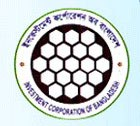 ইনভেস্টমেন্ট কর্পোরেশন অব বাংলাদেশ
INVESTMENT CORPORATION OF BANGLADESH